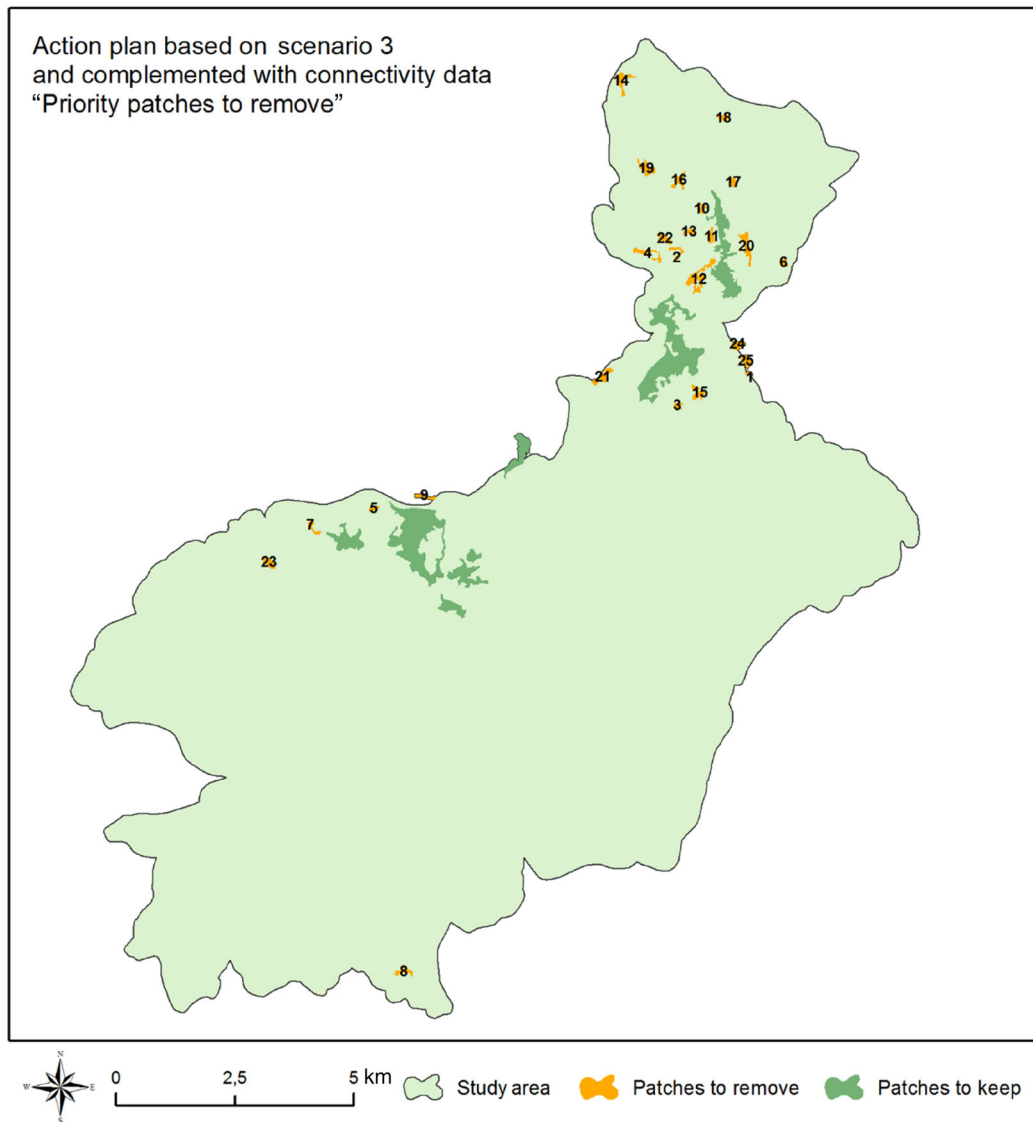 Action plan based on scenario 3
and complemented with connectivity data
“Priority patches to remove”
14
18
19
16
17
10
13
11
22
20
4
2
6
12
24
25
21
1
15
3
9
5
7
23
8
N
W
E
S
0
2,5
5 km
Study area
Patches to remove
Patches to keep